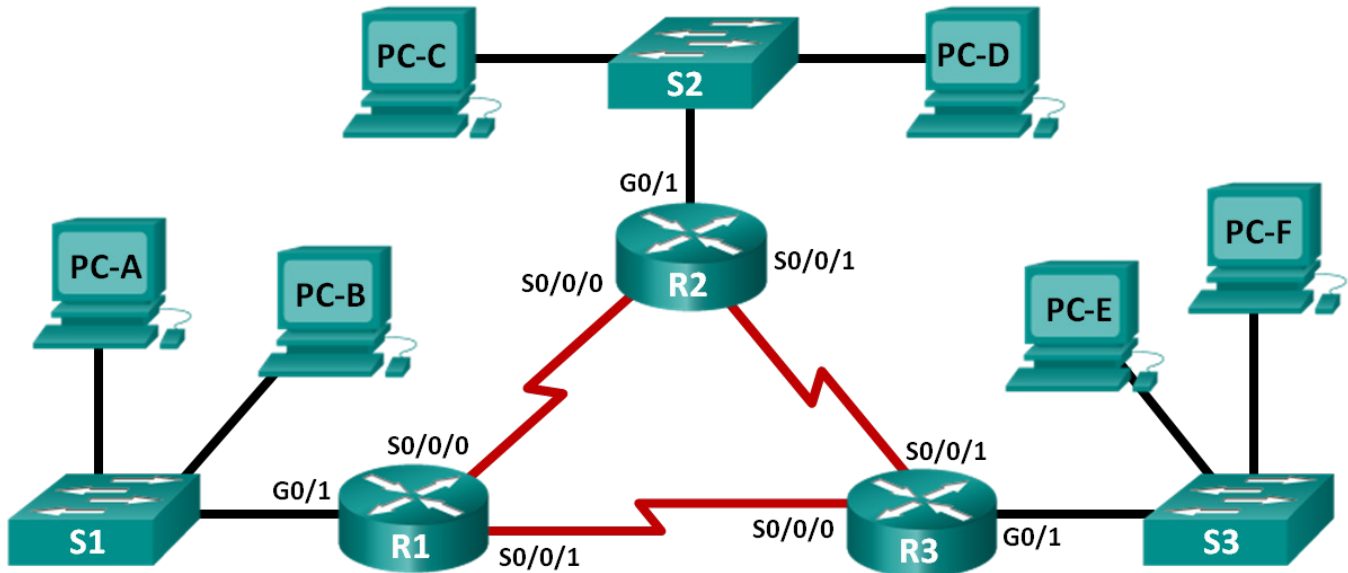 PC-C
S2
PC-D
G0/1
PC-A
PC-B
S0/0/0
R2
S0/0/1
PC-E
PC-F
S0/0/0
S0/0/1
G0/1
S1
R1
S0/0/1
S0/0/0
R3
G0/1
S3